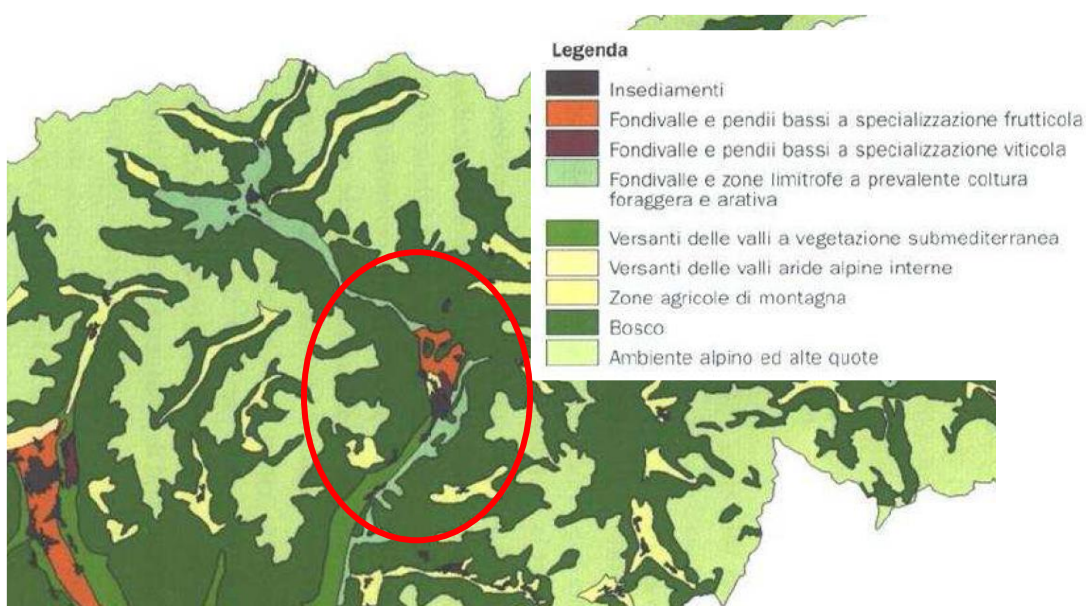 Legenda
Insediamenti
Fondivalle e pendii bassi a specializzazione frutticola
Fondivalle e pendii bassi a specializzazione viticola
Fondivalle e zone limitrofe a prevalente coltura
foraggera e arativa
Versanti delle valli a vegetazione submediterranea
Versanti delle valli aride alpine interne
Zone agricole di montagna
Bosco
Ambiente alpino ed alte quote